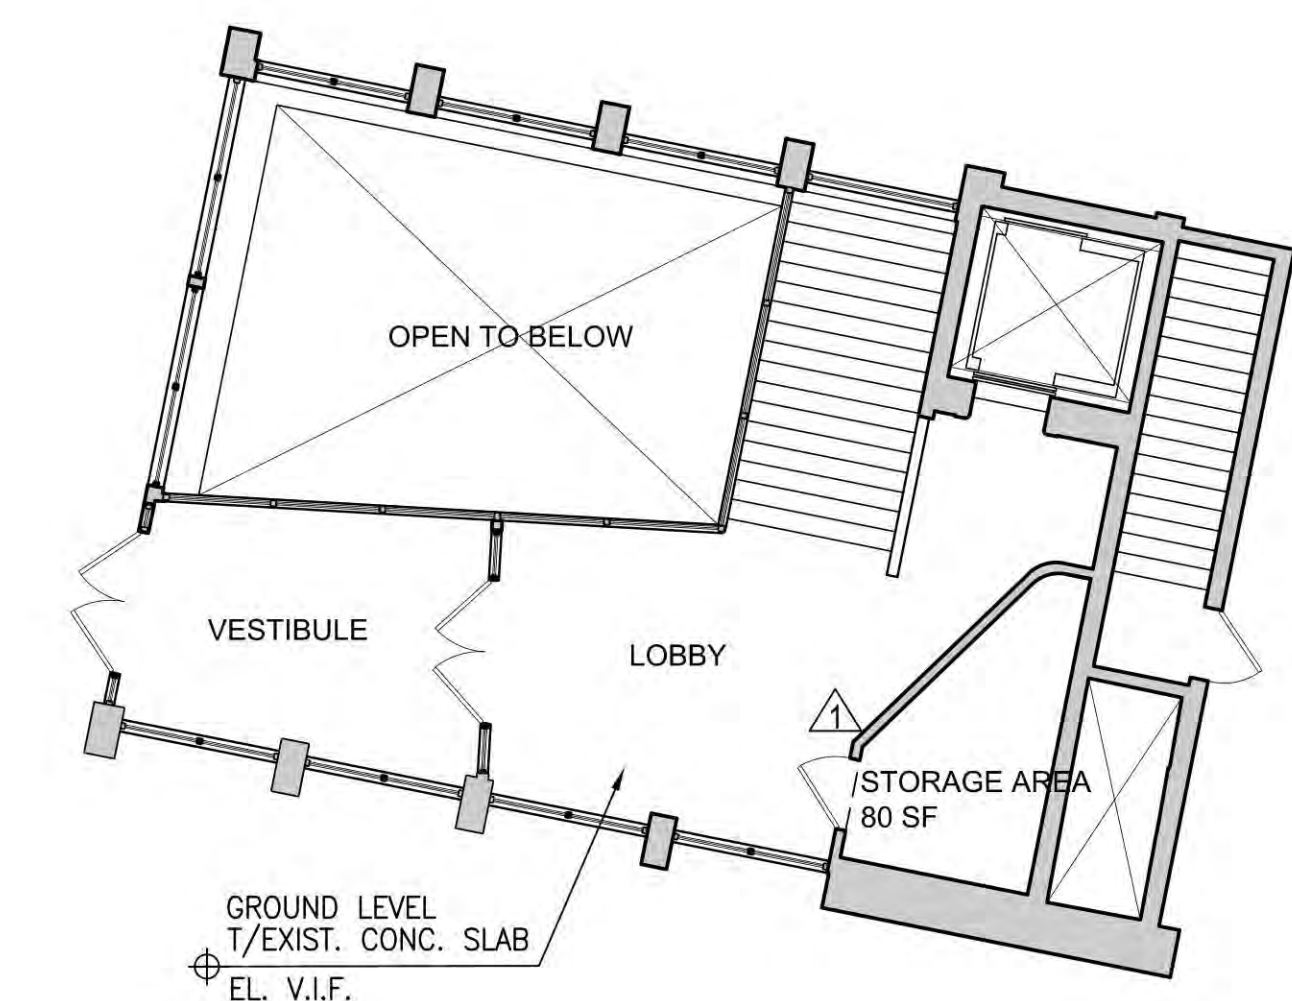 OPEN TO BELOW
VESTIBULE
LOBBY
1
STORAGE AREA
80 SF
GROUND LEVEL
T/EXIST. CONC. SLAB
EL. V.I.F.